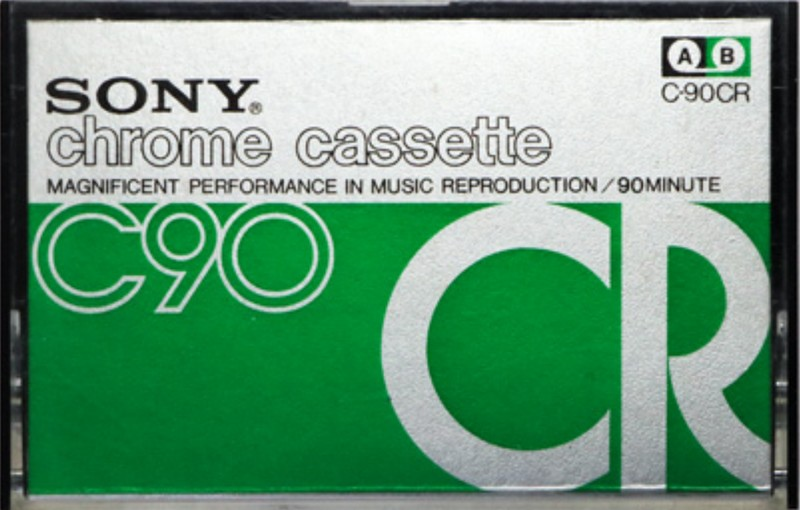 A B
C-90CR
SONY®
chrome cassette
MAGNIFICENT PERFORMANCE IN MUSIC REPRODUCTION / 90MINUTE
C90
CR